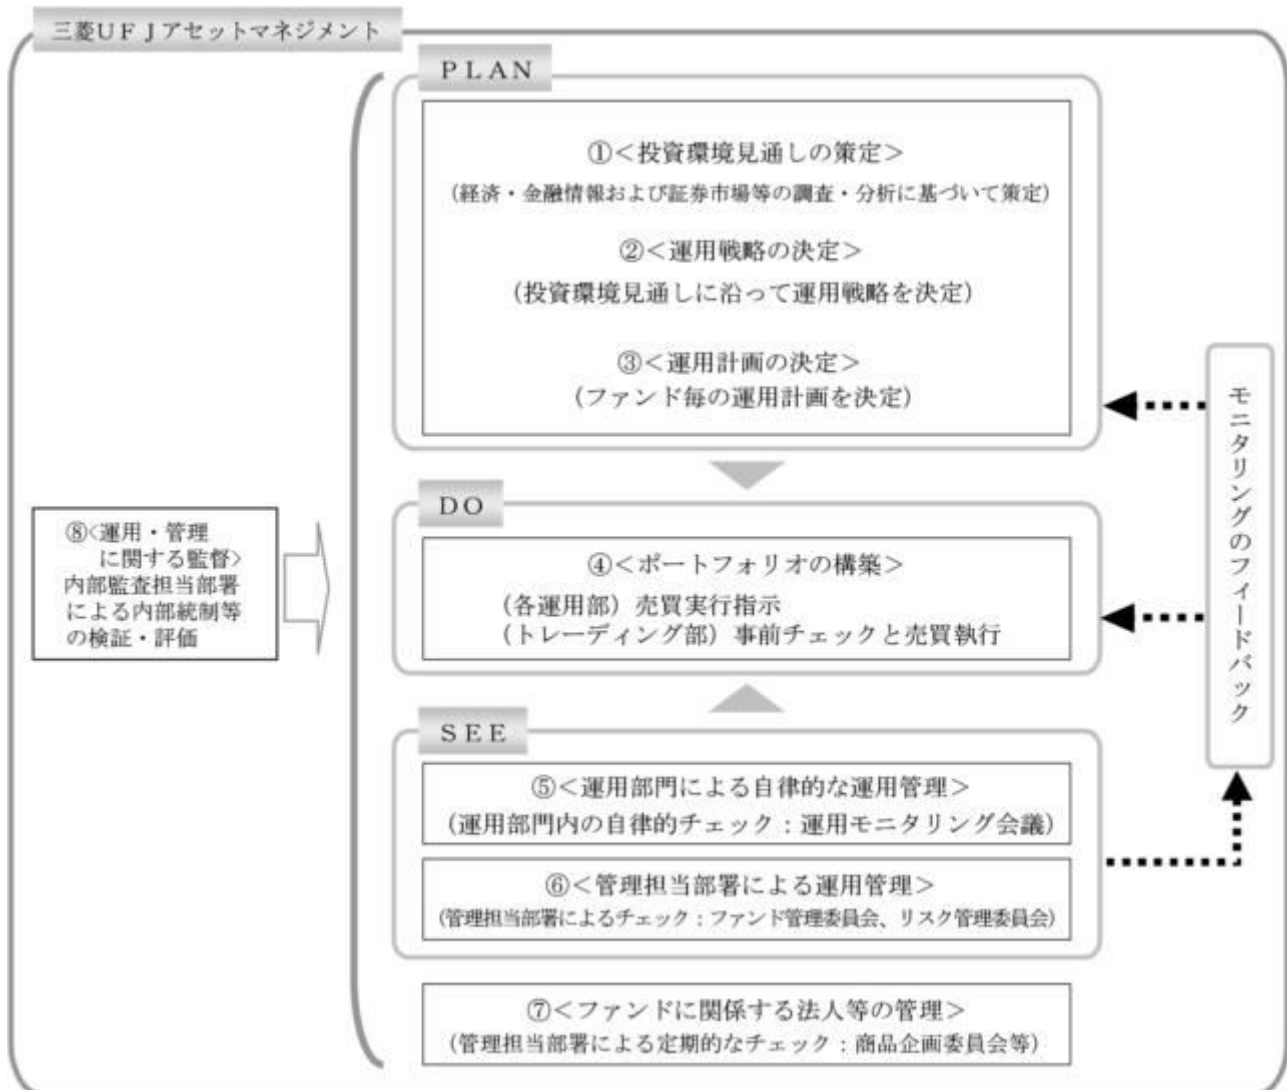 三菱ＵＦＪアセットマネジメント
ＰＬＡＮ
①＜投資環境見通しの策定＞
（経済・金融情報および証券市場等の調査・分析に基づいて策定）
②＜運用戦略の決定＞
（投資環境見通しに沿って運用戦略を決定）
③＜運用計画の決定＞
（ファンド毎の運用計画を決定）
ＤＯ
④＜ポートフォリオの構築＞
（各運用部）売買実行指示
（トレーディング部）事前チェックと売買執行
ＳＥＥ
⑤＜運用部門による自律的な運用管理＞
（運用部門内の自律的チェック：運用モニタリング会議）
⑥＜管理担当部署による運用管理＞
（管理担当部署によるチェック：ファンド管理委員会、リスク管理委員会）
⑦＜ファンドに関係する法人等の管理＞
（管理担当部署による定期的なチェック：商品企画委員会等）
⑧<運用・管理
に関する監督>
内部監査担当部署
による内部統制等
の検証・評価
モニタリングのフィードバック